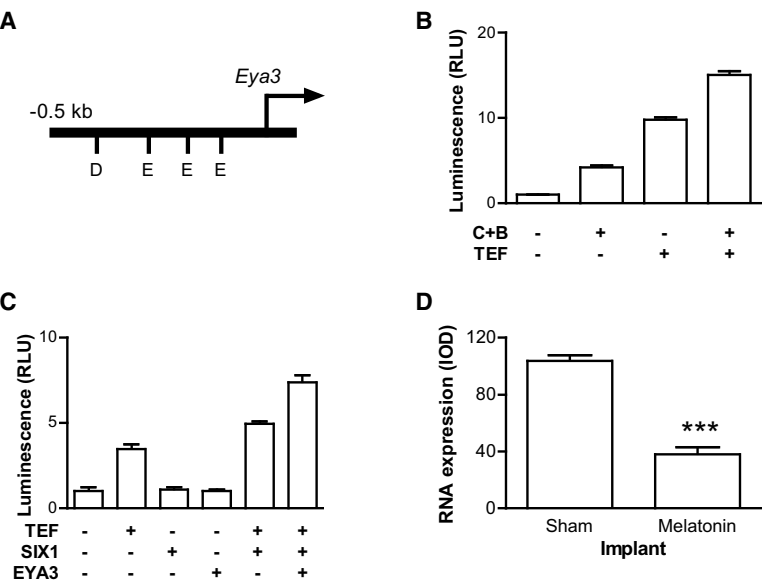 A
Eya3
-0.5 kb
D E E E
B
Luminescence (RLU)
20
10
0
C+B - + - +
TEF - - + +
C
Luminescence (RLU)
10
5
0
TEF - + - - + +
SIX1 - - + - + +
EYA3 - - - + - +
D
RNA expression (IOD)
120
80
40
0
***
Sham Melatonin
Implant